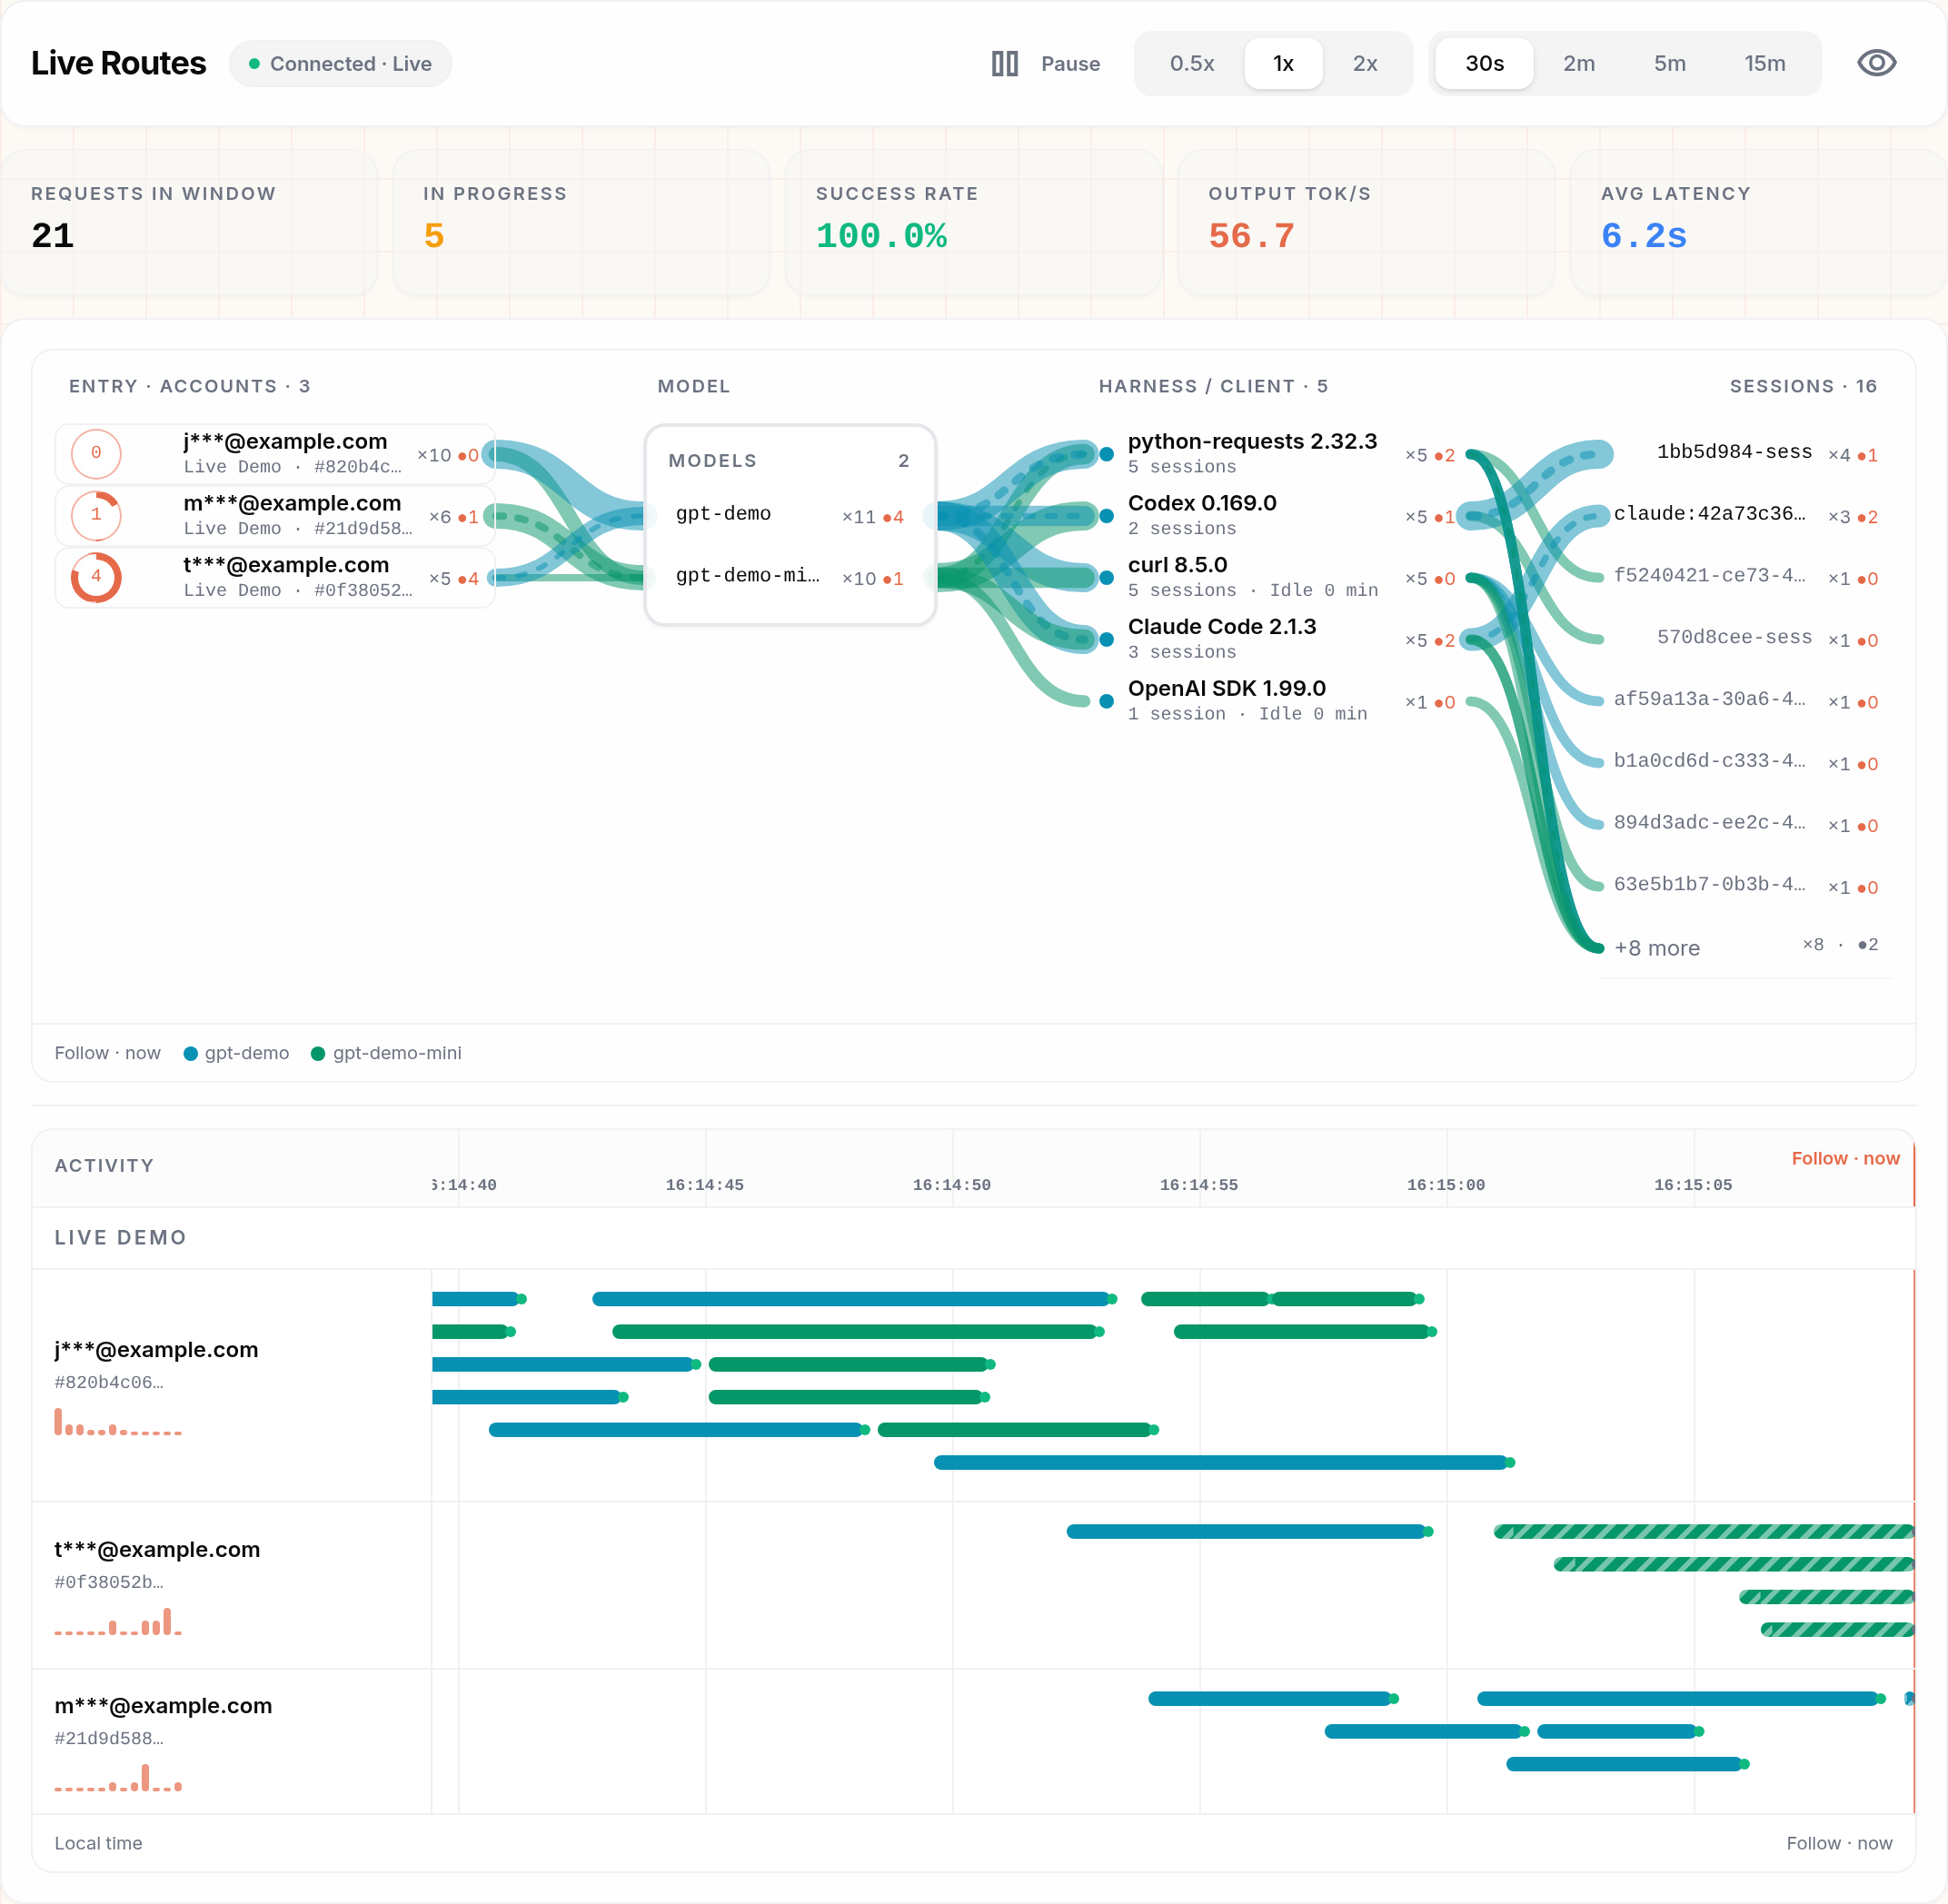 Live Routes
Connected · Live
Pause
0.5x 1x 2x
30s 2m 5m 15m
REQUESTS IN WINDOW
21
IN PROGRESS
5
SUCCESS RATE
100.0%
OUTPUT TOK/S
56.7
AVG LATENCY
6.2s
ENTRY · ACCOUNTS · 3
0
j***@example.com
Live Demo · #820b4c…
×10 ●0
1
m***@example.com
Live Demo · #21d9d58…
×6 ●1
4
t***@example.com
Live Demo · #0f38052…
×5 ●4
MODEL
MODELS 2
gpt-demo ×11 ●4
gpt-demo-mi… ×10 ●1
HARNESS / CLIENT · 5
python-requests 2.32.3
5 sessions
×5 ●2
Codex 0.169.0
2 sessions
×5 ●1
curl 8.5.0
5 sessions · Idle 0 min
×5 ●0
Claude Code 2.1.3
3 sessions
×5 ●2
OpenAI SDK 1.99.0
1 session · Idle 0 min
×1 ●0
SESSIONS · 16
1bb5d984-sess ×4 ●1
claude:42a73c36… ×3 ●2
f5240421-ce73-4… ×1 ●0
570d8cee-sess ×1 ●0
af59a13a-30a6-4… ×1 ●0
b1a0cd6d-c333-4… ×1 ●0
894d3adc-ee2c-4… ×1 ●0
63e5b1b7-0b3b-4… ×1 ●0
+8 more ×8 · ●2
Follow · now
gpt-demo
gpt-demo-mini
ACTIVITY
Follow · now
:14:40 16:14:45 16:14:50 16:14:55 16:15:00 16:15:05
LIVE DEMO
j***@example.com
#820b4c06…
t***@example.com
#0f38052b…
m***@example.com
#21d9d588…
Local time
Follow · now